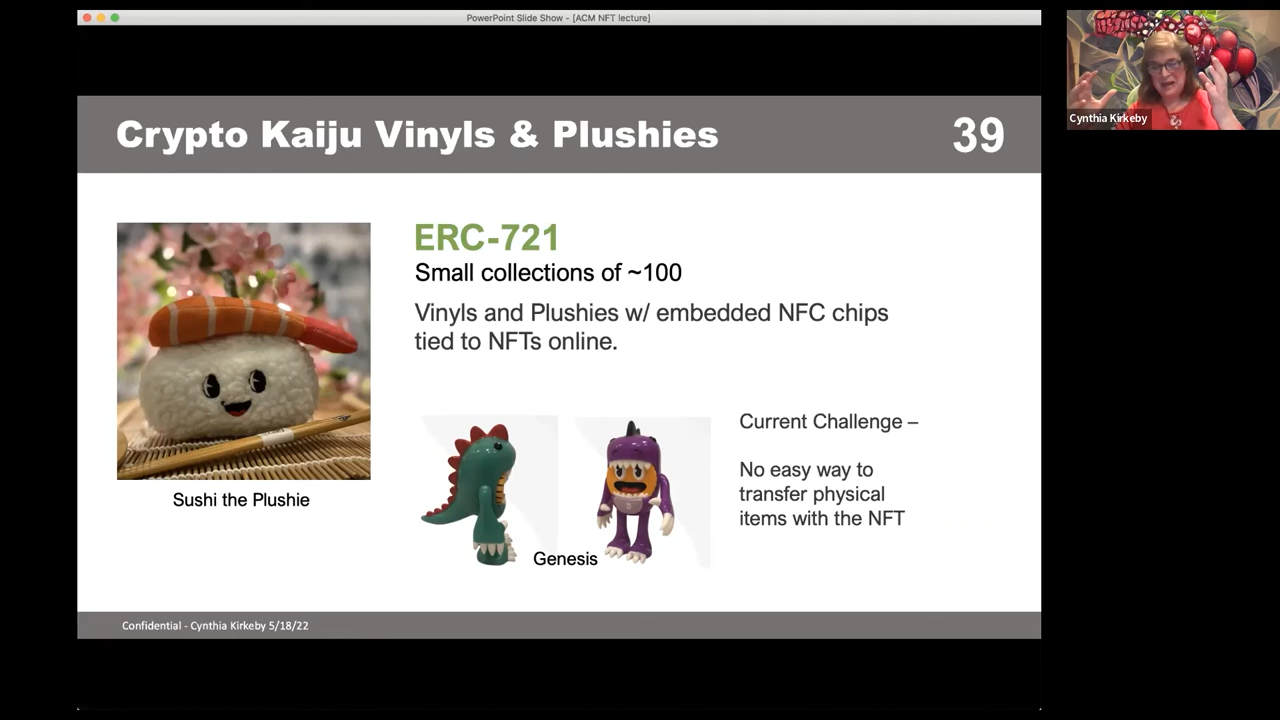 PowerPoint Slide Show - [ACM NFT lecture]
Crypto Kaiju Vinyls & Plushies
39
ERC-721
Small collections of ~100
Vinyls and Plushies w/ embedded NFC chips
tied to NFTs online.
Sushi the Plushie
Genesis
Current Challenge –
No easy way to
transfer physical
items with the NFT
Confidential - Cynthia Kirkeby 5/18/22
Cynthia Kirkeby